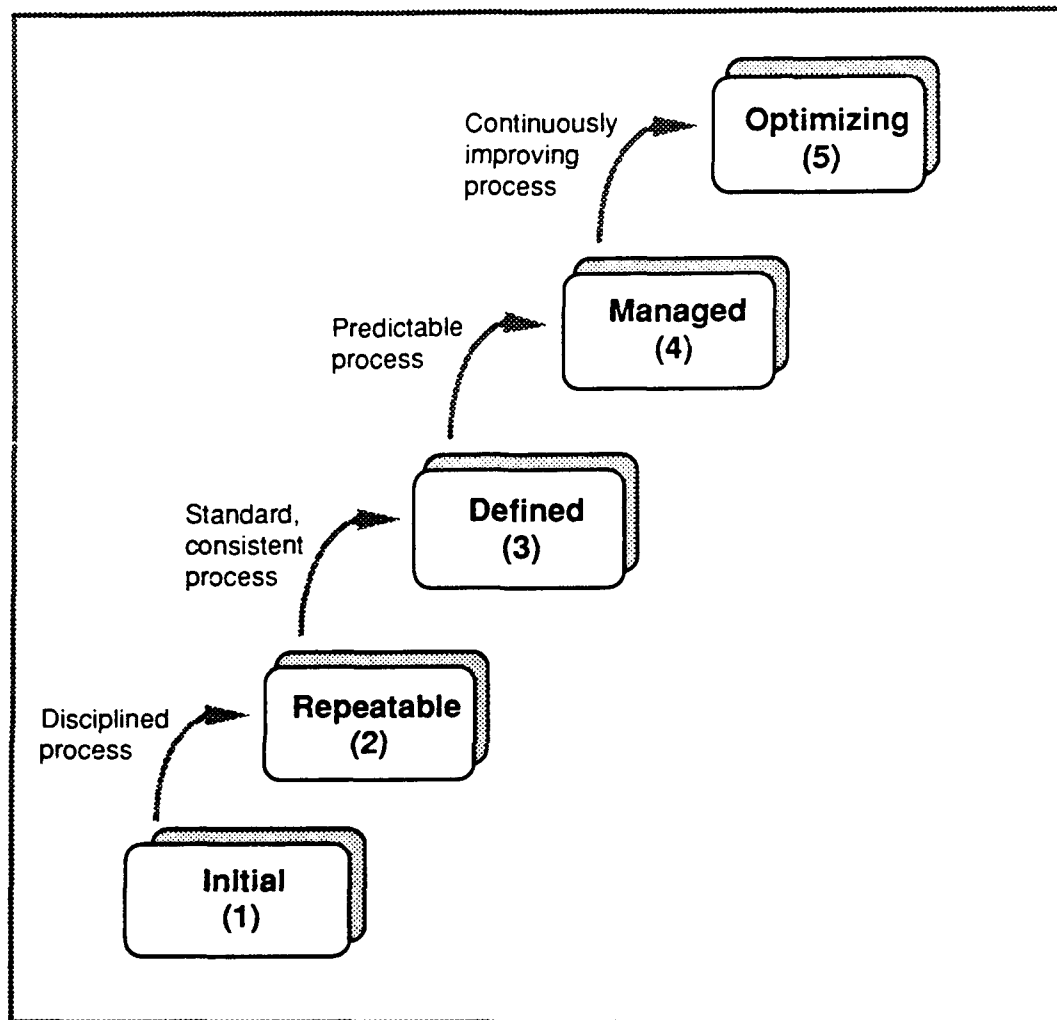 Continuously
improving
process
Optimizing
(5)
Predictable
process
Managed
(4)
Standard,
consistent
process
Defined
(3)
Disciplined
process
Repeatable
(2)
Initial
(1)